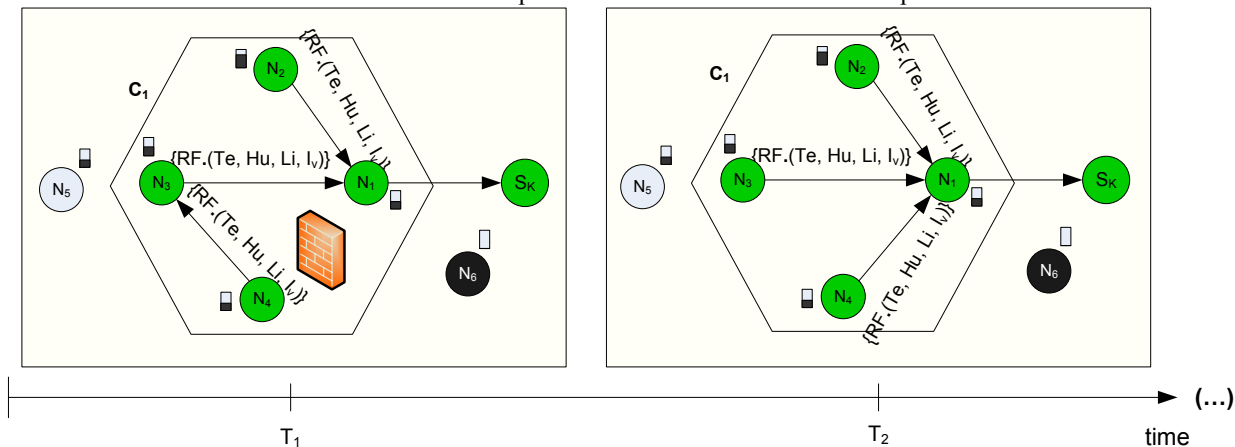 C1
N2
{RF.(Te, Hu, Li, Iv)}
N5
N3
{RF.(Te, Hu, Li, Iv)}
N1
SK
{RF.(Te, Hu, Li, Iv)}
N4
N6
C1
N2
{RF.(Te, Hu, Li, Iv)}
N5
N3
{RF.(Te, Hu, Li, Iv)}
N1
SK
{RF.(Te, Hu, Li, Iv)}
N4
N6
(...)
T1
T2
time